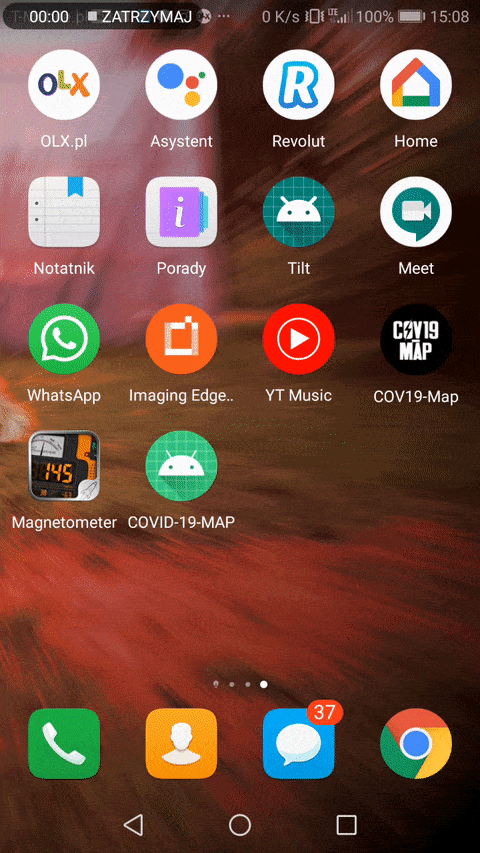 00:00 ZATRZYMAJ 0 K/s LTE 100% 15:08
OLX
OLX.pl Asystent Revolut Home
Notatnik Porady Tilt Meet
COV19
MAP
WhatsApp Imaging Edge.. YT Music COV19-Map
145
Magnetometer COVID-19-MAP
37